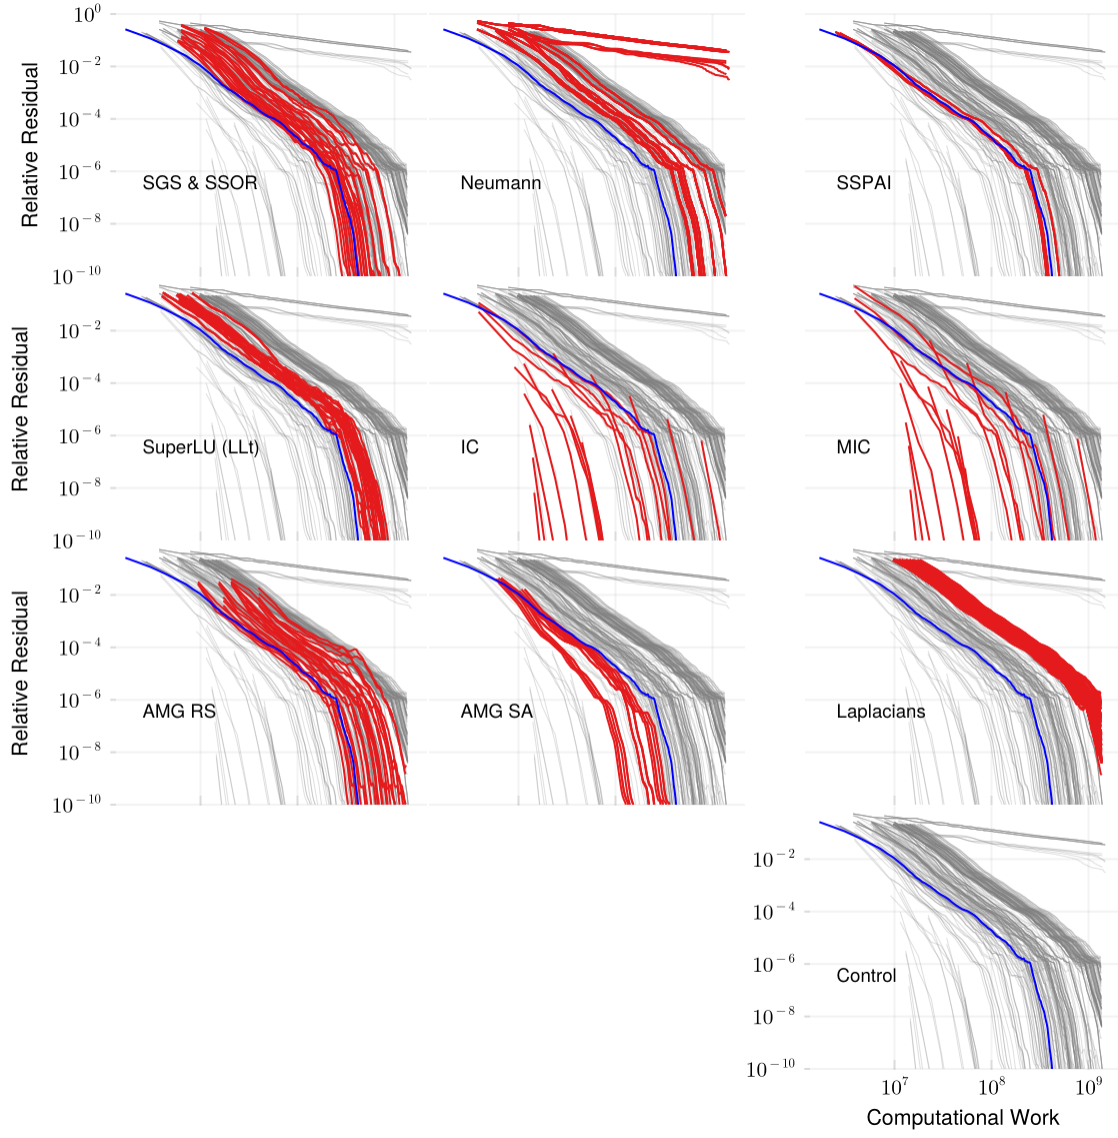 10^0
10^−2
10^−4
10^−6
10^−8
10^−10
Relative Residual
SGS & SSOR
Neumann
SSPAI
10^−2
10^−4
10^−6
10^−8
10^−10
Relative Residual
SuperLU (LLt)
IC
MIC
10^−2
10^−4
10^−6
10^−8
10^−10
Relative Residual
AMG RS
AMG SA
Laplacians
10^−2
10^−4
10^−6
10^−8
10^−10
Control
10^7 10^8 10^9
Computational Work